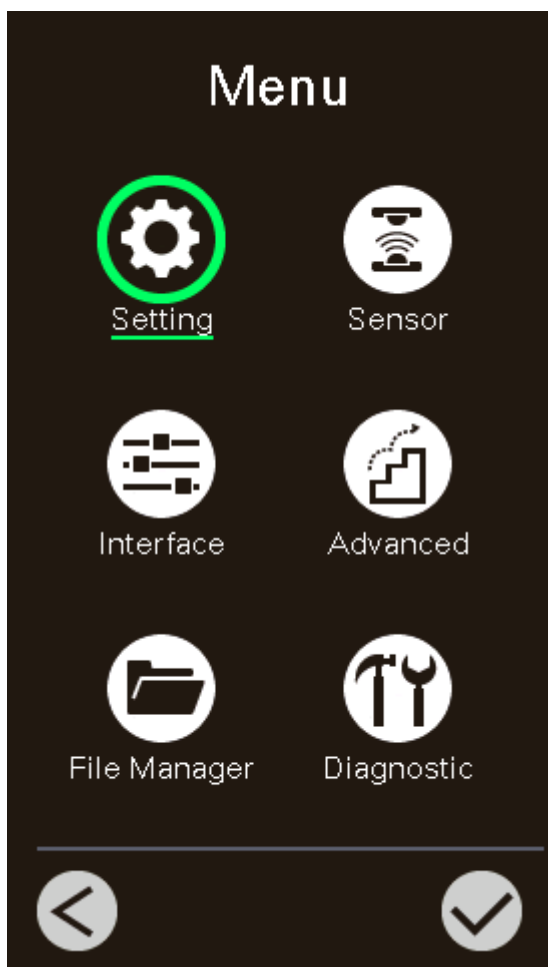 Menu
Setting
Sensor
Interface
Advanced
File Manager
Diagnostic